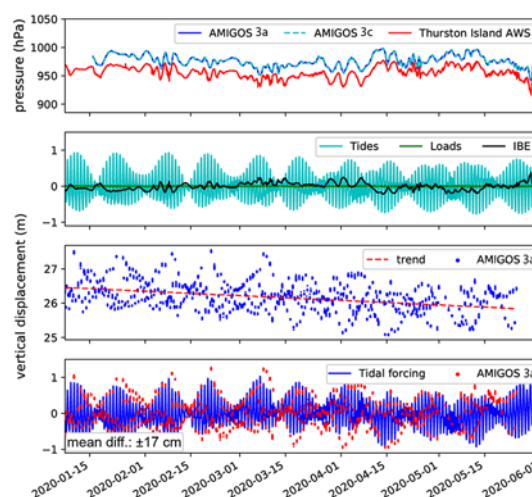 1050
1000
950
900
pressure (hPa)
AMIGOS 3a
AMIGOS 3c
Thurston Island AWS
1
0
−1
Tides
Loads
IBE
vertical displacement (m)
27
26
25
trend
AMIGOS 3a
1
0
−1
Tidal forcing
AMIGOS 3a
mean diff.: ±17 cm
2020-01-15
2020-02-01
2020-02-15
2020-03-01
2020-03-15
2020-04-01
2020-04-15
2020-05-01
2020-05-15